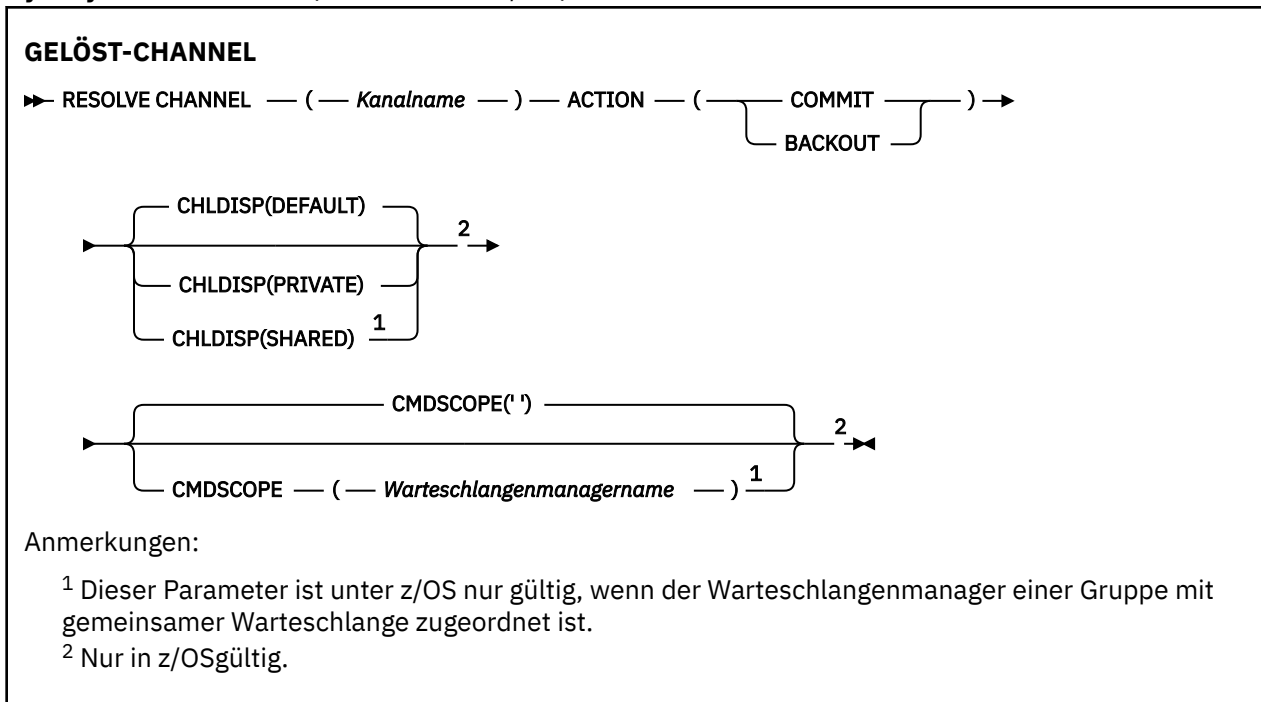 GELÖST-CHANNEL
RESOLVE CHANNEL ( Kanalname ) ACTION ( COMMIT )
BACKOUT
CHLDISP(DEFAULT)
2
CHLDISP(PRIVATE)
CHLDISP(SHARED) 1
CMDSCOPE(' ')
2
CMDSCOPE ( Warteschlangenmanagername ) 1
Anmerkungen:
1 Dieser Parameter ist unter z/OS nur gültig, wenn der Warteschlangenmanager einer Gruppe mit
gemeinsamer Warteschlange zugeordnet ist.
2 Nur in z/OSgültig.